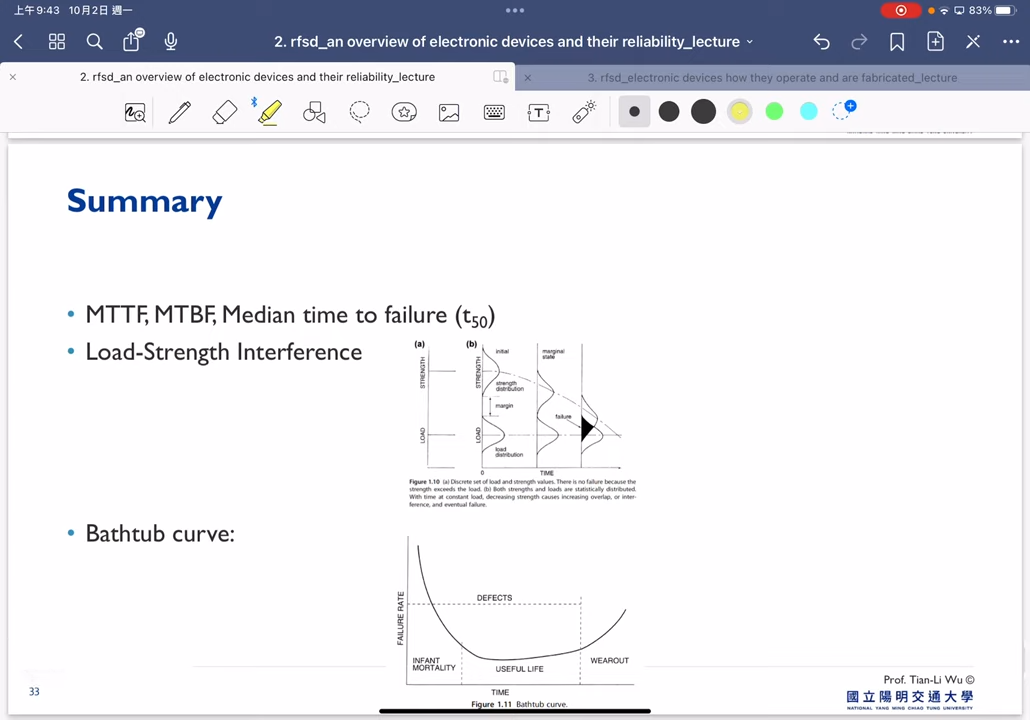 上午9:43 10月2日 週一
83%
2. rfsd_an overview of electronic devices and their reliability_lecture
2. rfsd_an overview of electronic devices and their reliability_lecture
3. rfsd_electronic devices how they operate and are fabricated_lecture
Summary
• MTTF, MTBF, Median time to failure (t50)
• Load-Strength Interference
(a)
(b)
STRENGTH
LOAD
STRENGTH
LOAD
initial
marginal
state
strength
distribution
margin
failure
load
distribution
0
TIME
Figure 1.10 (a) Discrete set of load and strength values. There is no failure because the
strength exceeds the load. (b) Both strengths and loads are statistically distributed.
With time at constant load, decreasing strength causes increasing overlap, or inter-
ference, and eventual failure.
• Bathtub curve:
FAILURE RATE
DEFECTS
INFANT
MORTALITY
USEFUL LIFE
WEAROUT
TIME
Figure 1.11 Bathtub curve.
33
Prof. Tian-Li Wu ©
國立陽明交通大學
NATIONAL YANG MING CHIAO TUNG UNIVERSITY